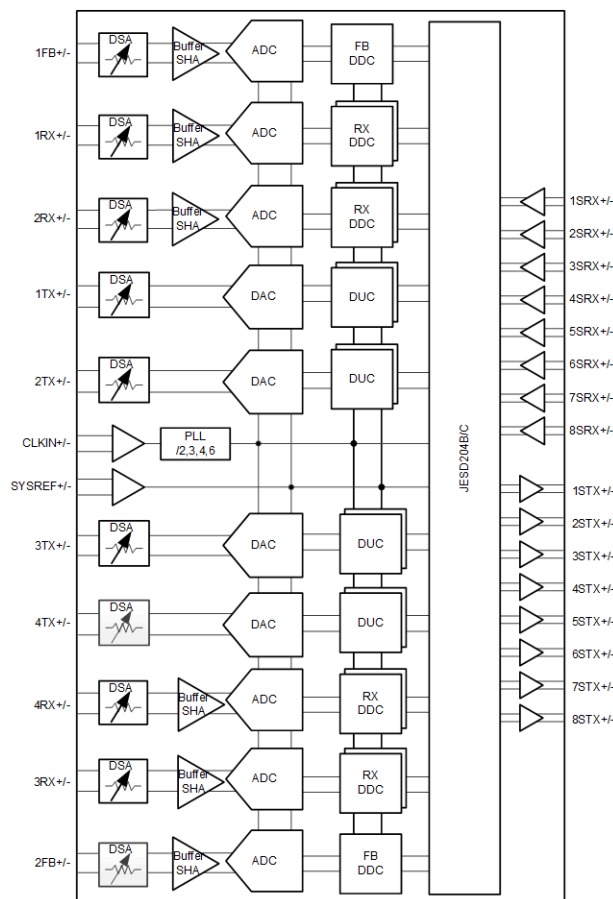 1FB+/-
DSA
Buffer
SHA
ADC
FB
DDC
1RX+/-
DSA
Buffer
SHA
ADC
RX
DDC
2RX+/-
DSA
Buffer
SHA
ADC
RX
DDC
1TX+/-
DSA
DAC
DUC
2TX+/-
DSA
DAC
DUC
CLKIN+/-
PLL
/2,3,4,6
SYSREF+/-
3TX+/-
DSA
DAC
DUC
4TX+/-
DSA
DAC
DUC
4RX+/-
DSA
Buffer
SHA
ADC
RX
DDC
3RX+/-
DSA
Buffer
SHA
ADC
RX
DDC
2FB+/-
DSA
Buffer
SHA
ADC
FB
DDC
JESD204B/C
1SRX+/-
2SRX+/-
3SRX+/-
4SRX+/-
5SRX+/-
6SRX+/-
7SRX+/-
8SRX+/-
1STX+/-
2STX+/-
3STX+/-
4STX+/-
5STX+/-
6STX+/-
7STX+/-
8STX+/-